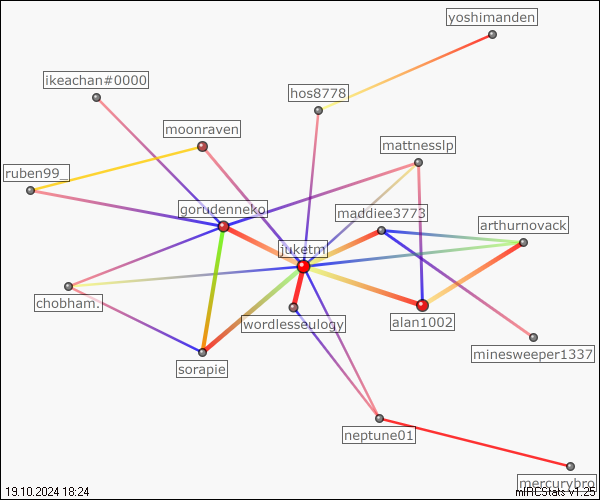 yoshimanden
ikeachan#0000
hos8778
moonraven
mattnesslp
ruben99_
gorudenneko
maddiee3773
arthurnovack
juketm
chobham.
wordlesseulogy
alan1002
minesweeper1337
sorapie
neptune01
mercurybro
19.10.2024 18:24
mIRCStats v1.25